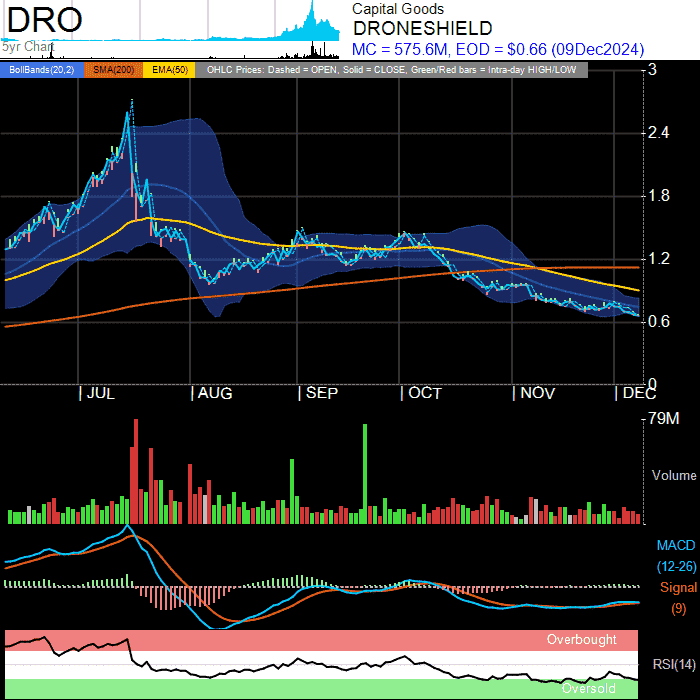 DRO
5yr Chart
Capital Goods
DRONESHIELD
MC = 575.6M, EOD = $0.66 (09Dec2024)
BollBands(20,2) SMA(200) EMA(50) OHLC Prices: Dashed = OPEN, Solid = CLOSE, Green/Red bars = Intra-day HIGH/LOW
3
2.4
1.8
1.2
0.6
0
JUL AUG SEP OCT NOV DEC
79M
Volume
MACD
(12-26)
Signal
(9)
Overbought
RSI(14)
Oversold